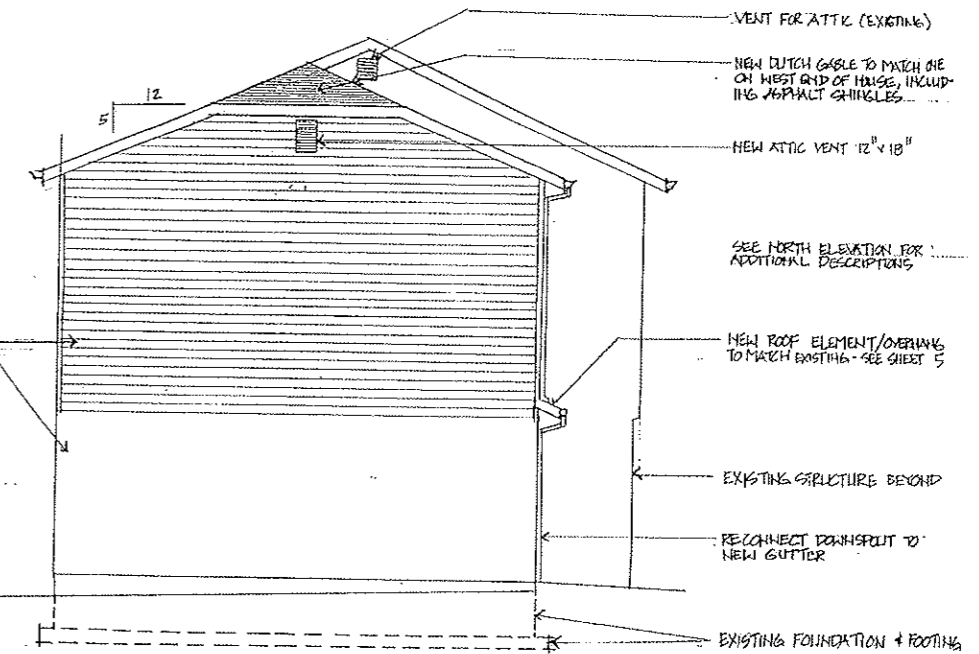 VENT FOR ATTIC (EXISTING)
NEW DUTCH GABLE TO MATCH ONE
ON WEST END OF HOUSE, INCLUD-
ING ASPHALT SHINGLES
12
5
NEW ATTIC VENT 12" x 18"
SEE NORTH ELEVATION FOR
ADDITIONAL DESCRIPTIONS
NEW ROOF ELEMENT/OVERHANG
TO MATCH EXISTING - SEE SHEET 5
EXISTING STRUCTURE BEYOND
RECONNECT DOWNSPOUT TO
NEW GUTTER
EXISTING FOUNDATION & FOOTING